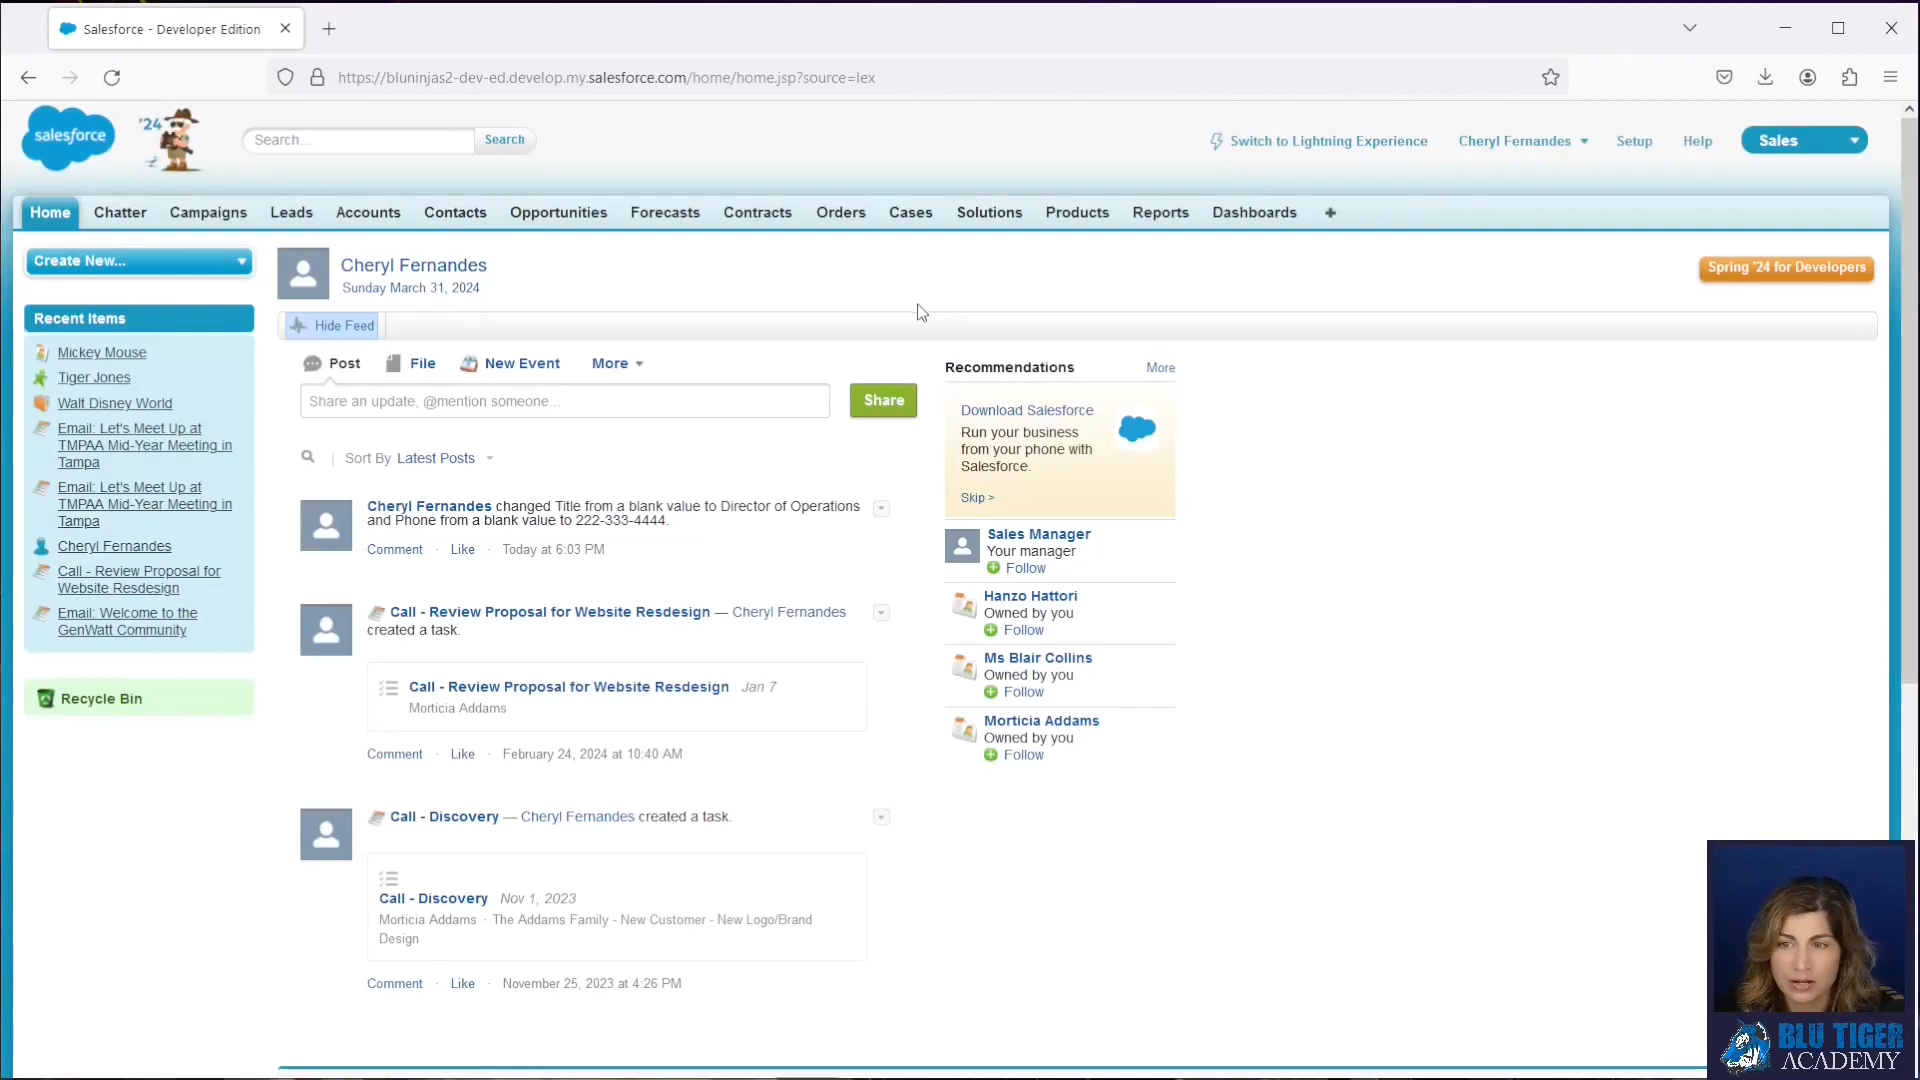 Salesforce - Developer Edition
https://bluninjas2-dev-ed.develop.my.salesforce.com/home/home.jsp?source=lex
salesforce
'24
Search...
Search
Switch to Lightning Experience
Cheryl Fernandes
Setup
Help
Sales
Home
Chatter
Campaigns
Leads
Accounts
Contacts
Opportunities
Forecasts
Contracts
Orders
Cases
Solutions
Products
Reports
Dashboards
Create New...
Recent Items
Mickey Mouse
Tiger Jones
Walt Disney World
Email: Let's Meet Up at
TMPAA Mid-Year Meeting in
Tampa
Email: Let's Meet Up at
TMPAA Mid-Year Meeting in
Tampa
Cheryl Fernandes
Call - Review Proposal for
Website Resdesign
Email: Welcome to the
GenWatt Community
Recycle Bin
Cheryl Fernandes
Sunday March 31, 2024
Spring '24 for Developers
Hide Feed
Post
File
New Event
More
Share an update, @mention someone...
Share
Sort By Latest Posts
Cheryl Fernandes changed Title from a blank value to Director of Operations
and Phone from a blank value to 222-333-4444.
Comment · Like · Today at 6:03 PM
Call - Review Proposal for Website Resdesign — Cheryl Fernandes
created a task.
Call - Review Proposal for Website Resdesign Jan 7
Morticia Addams
Comment · Like · February 24, 2024 at 10:40 AM
Call - Discovery — Cheryl Fernandes created a task.
Call - Discovery Nov 1, 2023
Morticia Addams · The Addams Family - New Customer - New Logo/Brand
Design
Comment · Like · November 25, 2023 at 4:26 PM
Recommendations
More
Download Salesforce
Run your business
from your phone with
Salesforce.
Skip >
Sales Manager
Your manager
Follow
Hanzo Hattori
Owned by you
Follow
Ms Blair Collins
Owned by you
Follow
Morticia Addams
Owned by you
Follow
BLU TIGER
ACADEMY